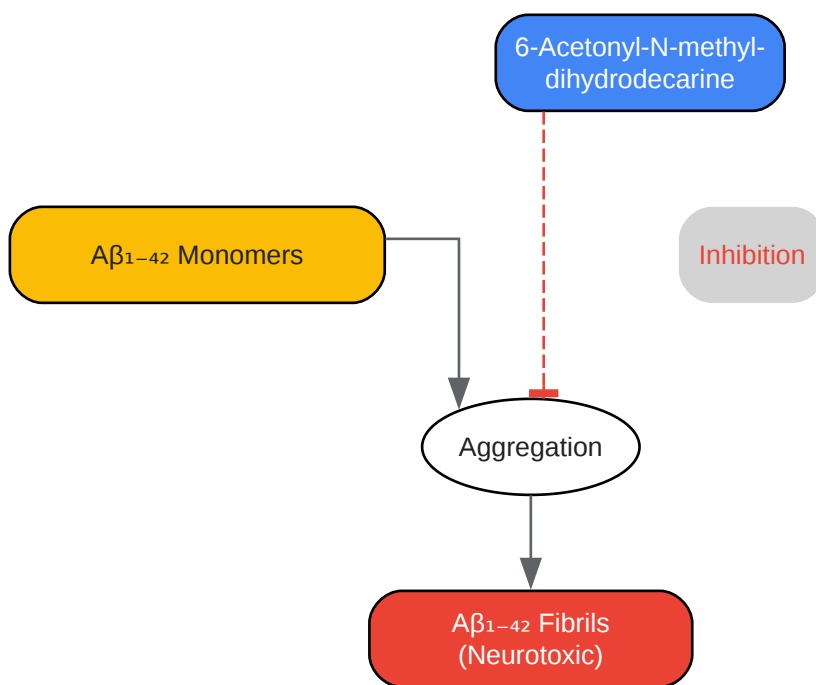 6-Acetonyl-N-methyl-
dihydrodecarine
Aβ₁₋₄₂ Monomers
Inhibition
Aggregation
Aβ₁₋₄₂ Fibrils
(Neurotoxic)